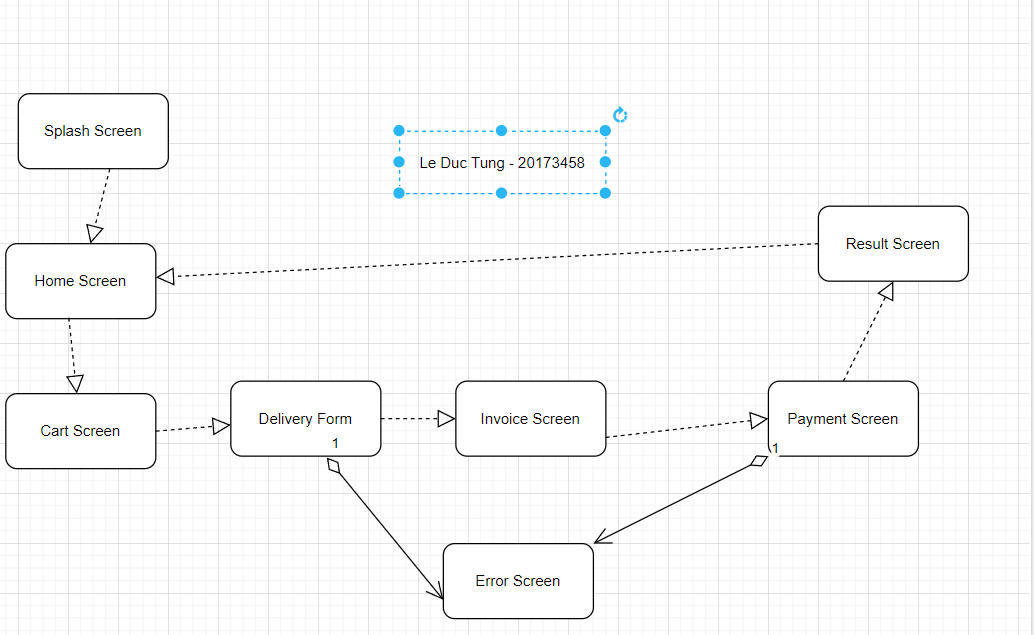 Splash Screen
Le Duc Tung - 20173458
Result Screen
Home Screen
Cart Screen
Delivery Form
1
Invoice Screen
Payment Screen
1
Error Screen